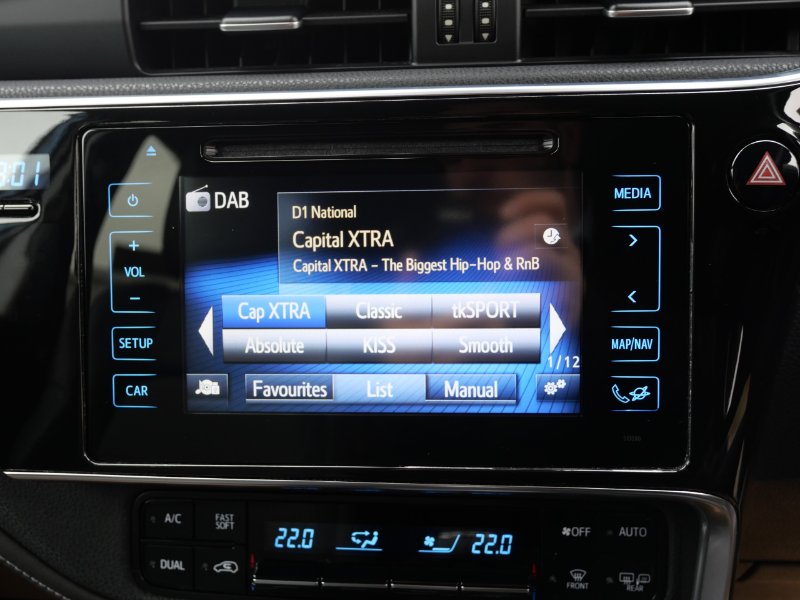 DAB
D1 National
Capital XTRA
Capital XTRA - The Biggest Hip-Hop & RnB
Cap XTRA
Classic
tkSPORT
Absolute
KISS
Smooth
1/12
Favourites
List
Manual
+
VOL
−
SETUP
CAR
MEDIA
>
<
MAP/NAV
A/C
FAST
SOFT
22.0
22.0
OFF
AUTO
DUAL
FRONT
REAR